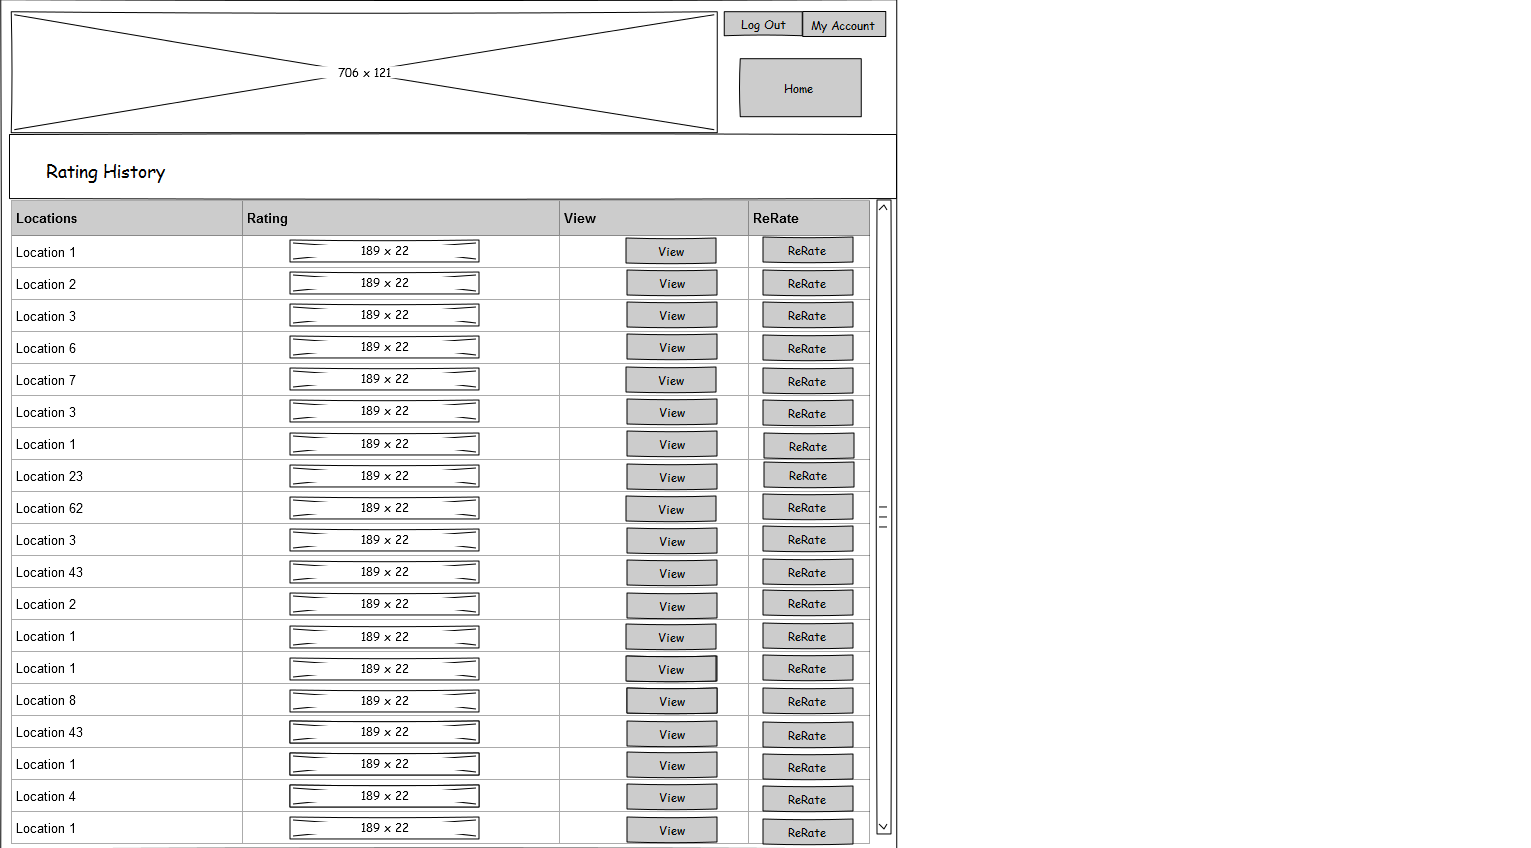 Log Out My Account
706 x 121
Home
Rating History
Locations Rating View ReRate
Location 1 189 x 22 View ReRate
Location 2 189 x 22 View ReRate
Location 3 189 x 22 View ReRate
Location 6 189 x 22 View ReRate
Location 7 189 x 22 View ReRate
Location 3 189 x 22 View ReRate
Location 1 189 x 22 View ReRate
Location 23 189 x 22 View ReRate
Location 62 189 x 22 View ReRate
Location 3 189 x 22 View ReRate
Location 43 189 x 22 View ReRate
Location 2 189 x 22 View ReRate
Location 1 189 x 22 View ReRate
Location 1 189 x 22 View ReRate
Location 8 189 x 22 View ReRate
Location 43 189 x 22 View ReRate
Location 1 189 x 22 View ReRate
Location 4 189 x 22 View ReRate
Location 1 189 x 22 View ReRate